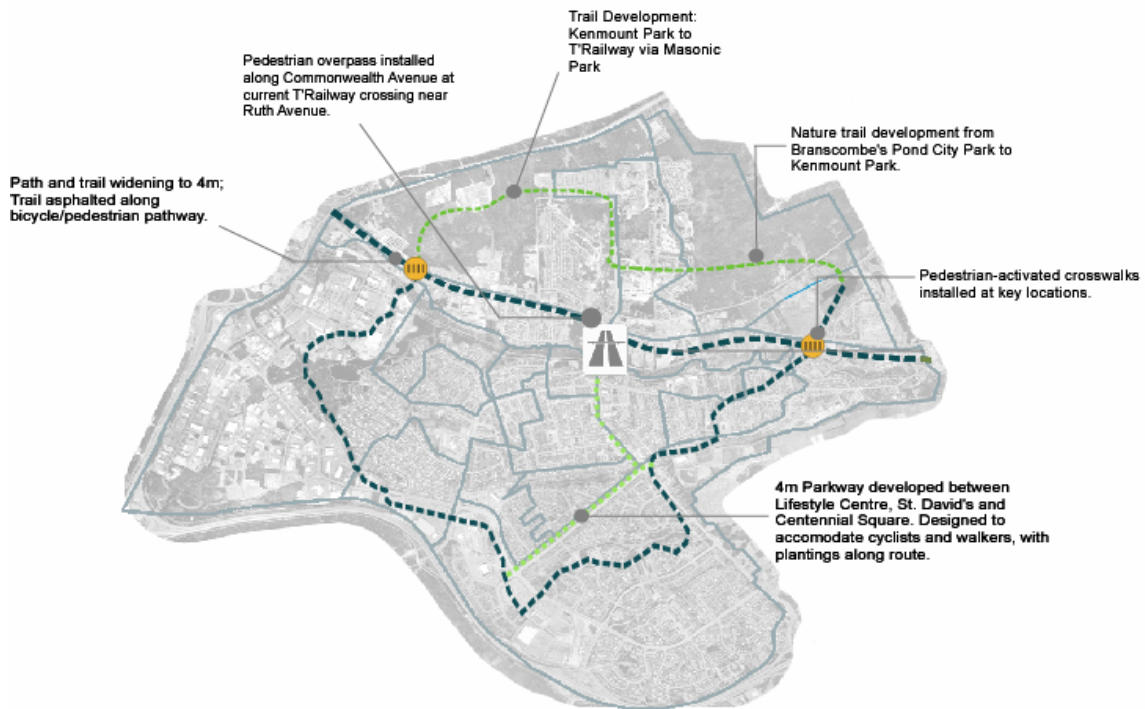 Trail Development:
Kenmount Park to
T'Railway via Masonic
Park
Pedestrian overpass installed
along Commonwealth Avenue at
current T'Railway crossing near
Ruth Avenue.
Nature trail development from
Branscombe's Pond City Park to
Kenmount Park.
Path and trail widening to 4m;
Trail asphalted along
bicycle/pedestrian pathway.
Pedestrian-activated crosswalks
installed at key locations.
4m Parkway developed between
Lifestyle Centre, St. David's and
Centennial Square. Designed to
accomodate cyclists and walkers, with
plantings along route.